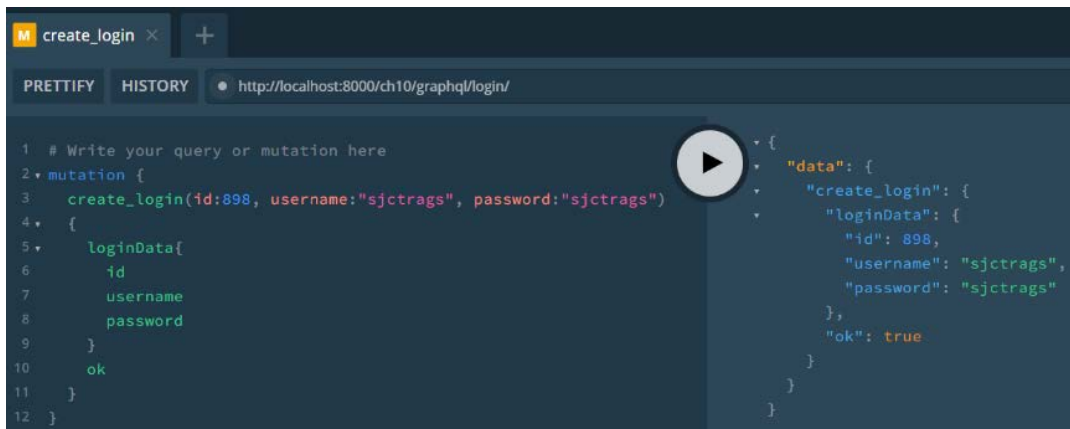 M create_login × +
PRETTIFY HISTORY http://localhost:8000/ch10/graphql/login/
1 # Write your query or mutation here
2 mutation {
3 create_login(id:898, username:"sjctrags", password:"sjctrags")
4 {
5 loginData{
6 id
7 username
8 password
9 }
10 ok
11 }
12 }
{
"data": {
"create_login": {
"loginData": {
"id": 898,
"username": "sjctrags",
"password": "sjctrags"
},
"ok": true
}
}
}